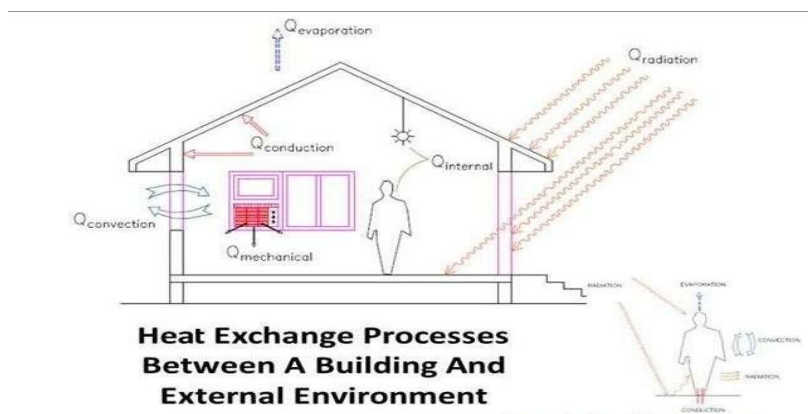 Qevaporation
Qradiation
Qconduction
Qinternal
Qconvection
Qmechanical
RADIATION
EVAPORATION
CONVECTION
RADIATION
CONDUCTION
Heat Exchange Processes
Between A Building And
External Environment